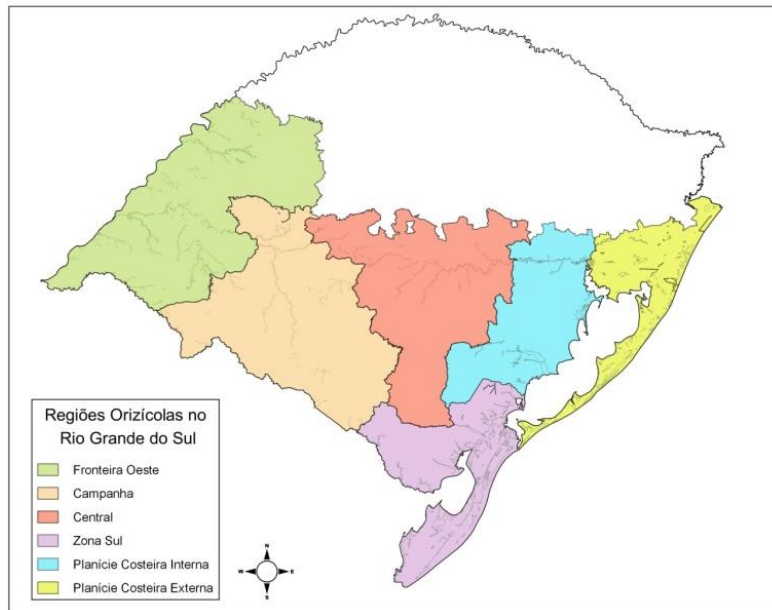 Regiões Orizícolas no
Rio Grande do Sul
Fronteira Oeste
Campanha
Central
Zona Sul
Planície Costeira Interna
Planície Costeira Externa
N
W
E
S